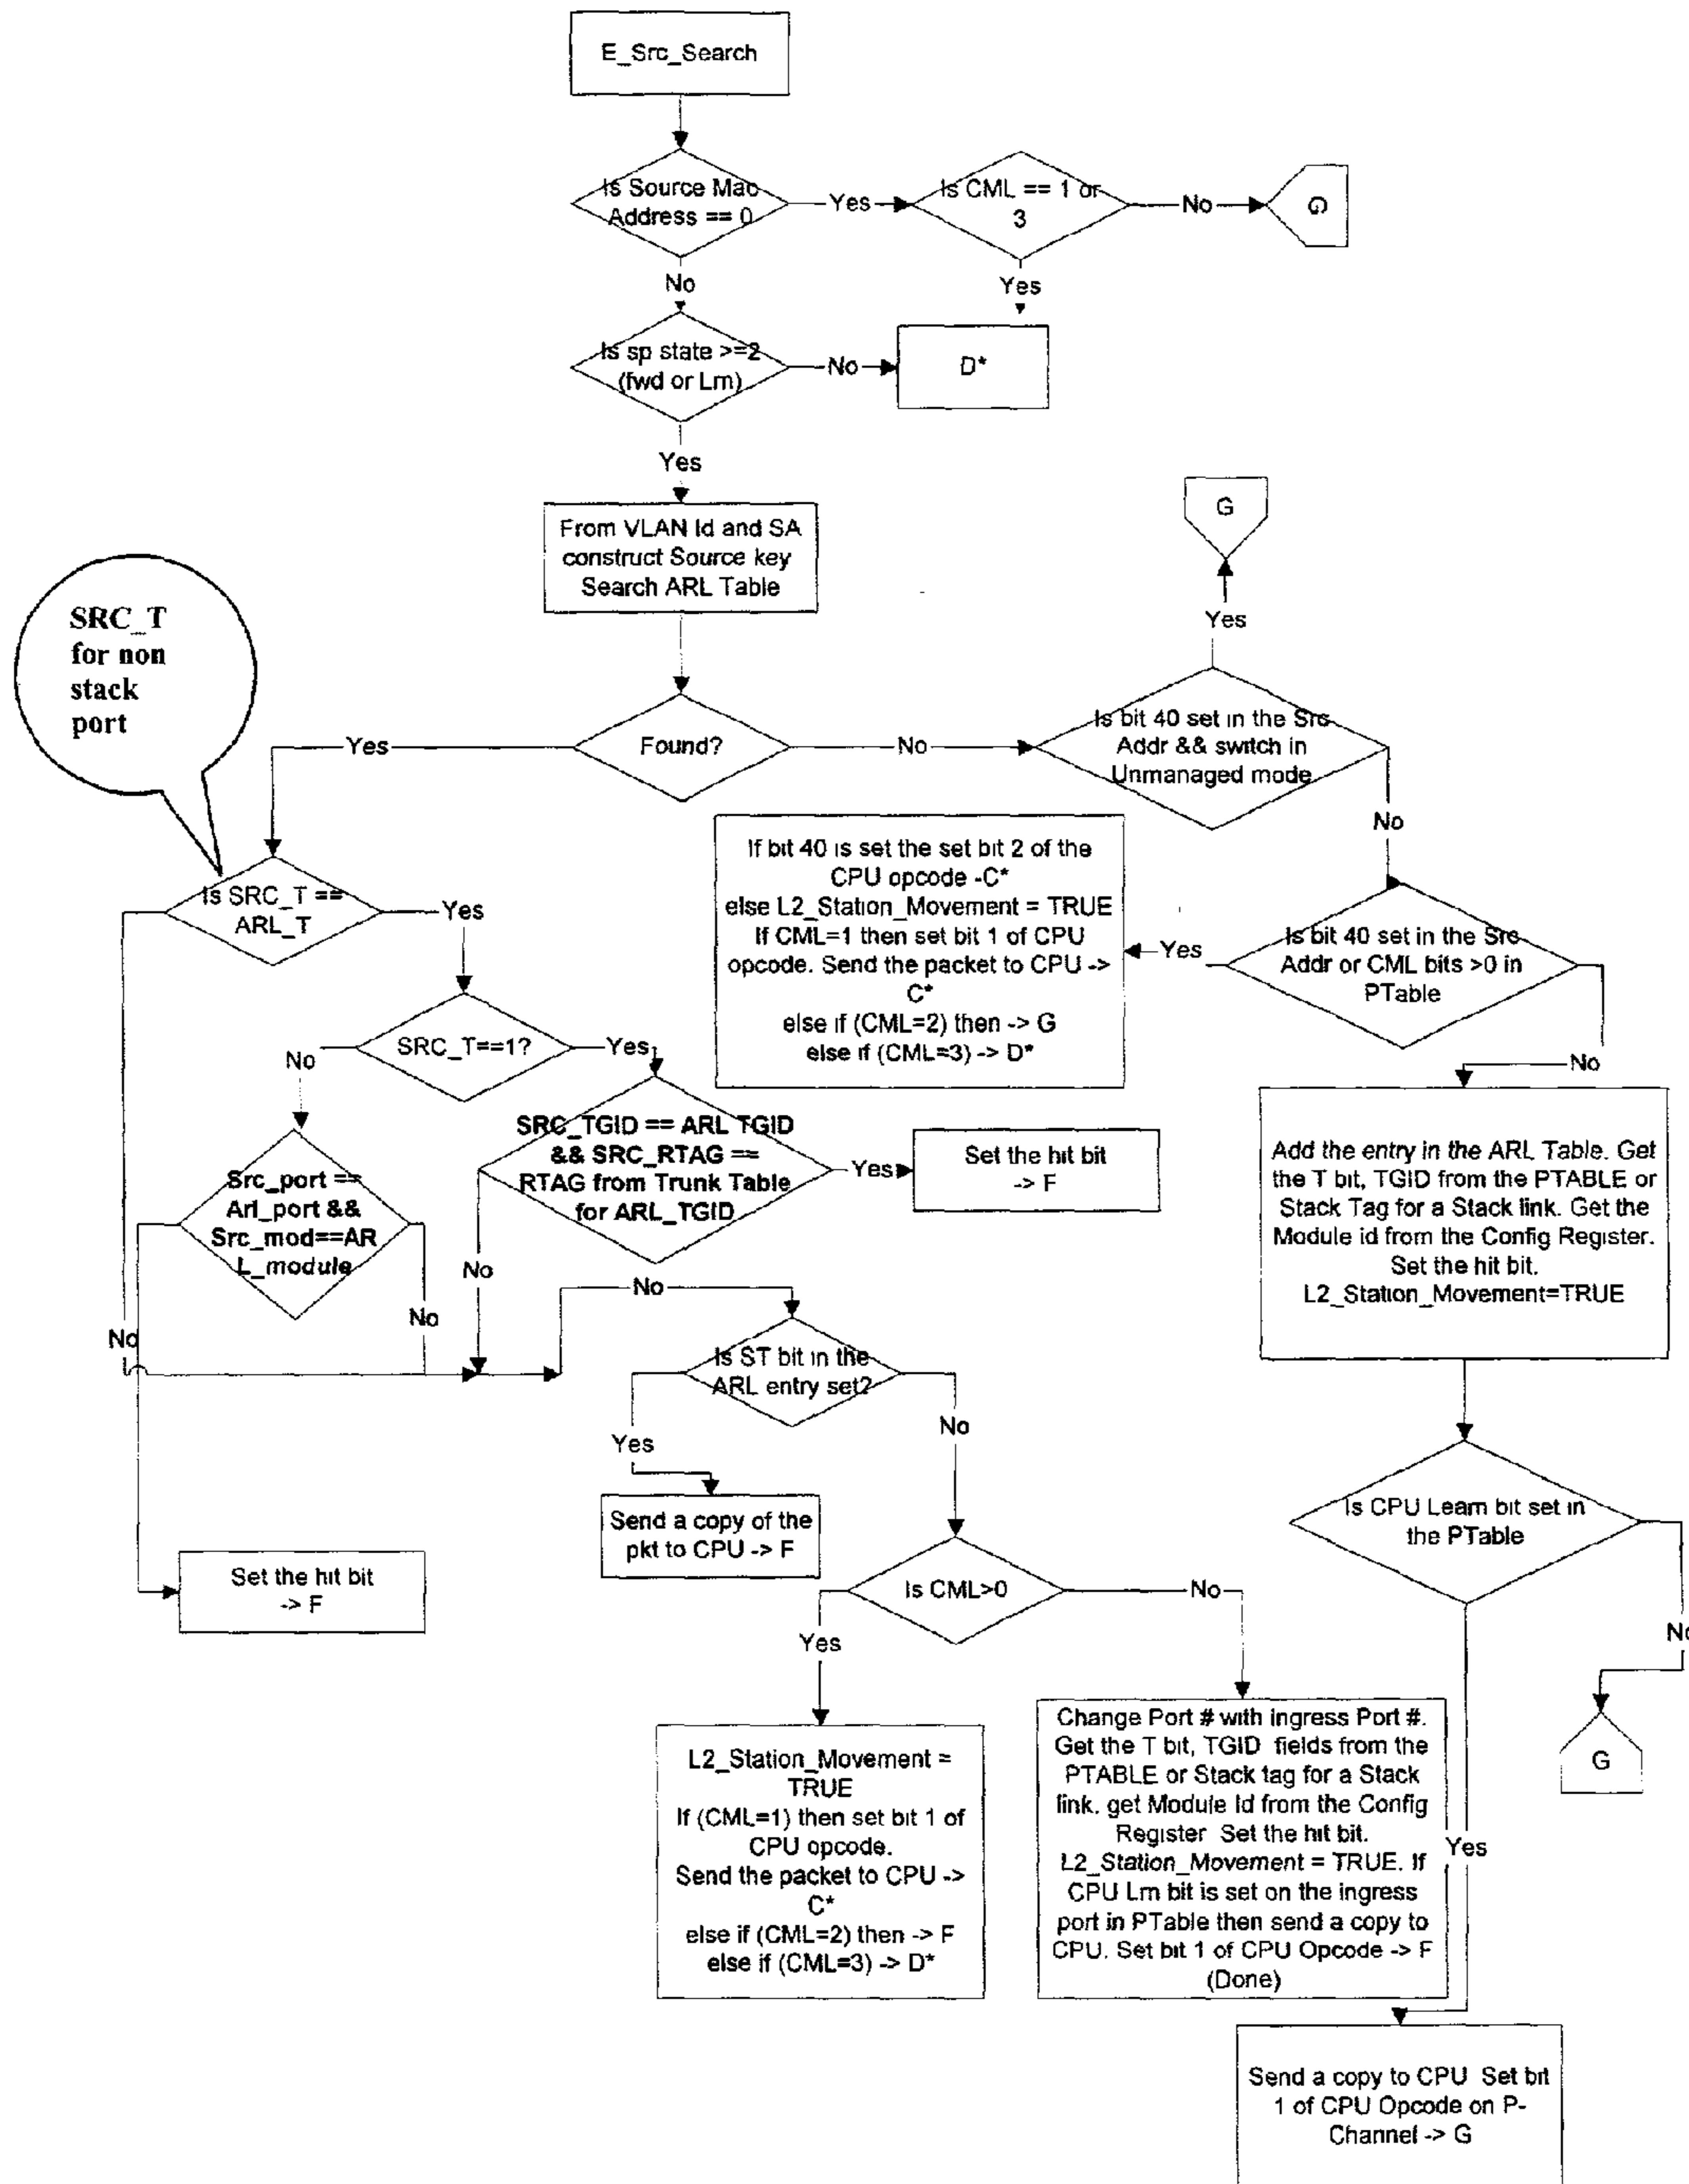 E_Src_Search
Is Source Mac
Address == 0
Yes
Is CML == 1 or
3
No
G
No
Yes
Is sp state >=2
(fwd or Lrn)
No
D*
Yes
From VLAN Id and SA
construct Source key
Search ARL Table
G
Yes
SRC_T
for non
stack
port
Yes
Found?
No
Is bit 40 set in the Src
Addr && switch in
Unmanaged mode
No
If bit 40 is set the set bit 2 of the
CPU opcode -C*
else L2_Station_Movement = TRUE
If CML=1 then set bit 1 of CPU
opcode. Send the packet to CPU ->
C*
else if (CML=2) then -> G
else if (CML=3) -> D*
Yes
Is bit 40 set in the Src
Addr or CML bits >0 in
PTable
No
Is SRC_T ==
ARL_T
Yes
SRC_T==1?
No
Yes
Src_port ==
Arl_port &&
Src_mod==AR
L_module
SRC_TGID == ARL TGID
&& SRC_RTAG ==
RTAG from Trunk Table
for ARL_TGID
Yes
Set the hit bit
-> F
Add the entry in the ARL Table. Get
the T bit, TGID from the PTABLE or
Stack Tag for a Stack link. Get the
Module id from the Config Register.
Set the hit bit.
L2_Station_Movement=TRUE
No
No
No
No
Is ST bit in the
ARL entry set?
Yes
No
Send a copy of the
pkt to CPU -> F
Is CPU Learn bit set in
the PTable
No
Set the hit bit
-> F
Is CML>0
No
Yes
L2_Station_Movement =
TRUE
If (CML=1) then set bit 1 of
CPU opcode.
Send the packet to CPU ->
C*
else if (CML=2) then -> F
else if (CML=3) -> D*
Change Port # with ingress Port #.
Get the T bit, TGID fields from the
PTABLE or Stack tag for a Stack
link. get Module Id from the Config
Register Set the hit bit.
L2_Station_Movement = TRUE. If
CPU Lrn bit is set on the ingress
port in PTable then send a copy to
CPU. Set bit 1 of CPU Opcode -> F
(Done)
Yes
G
Send a copy to CPU Set bit
1 of CPU Opcode on P-
Channel -> G